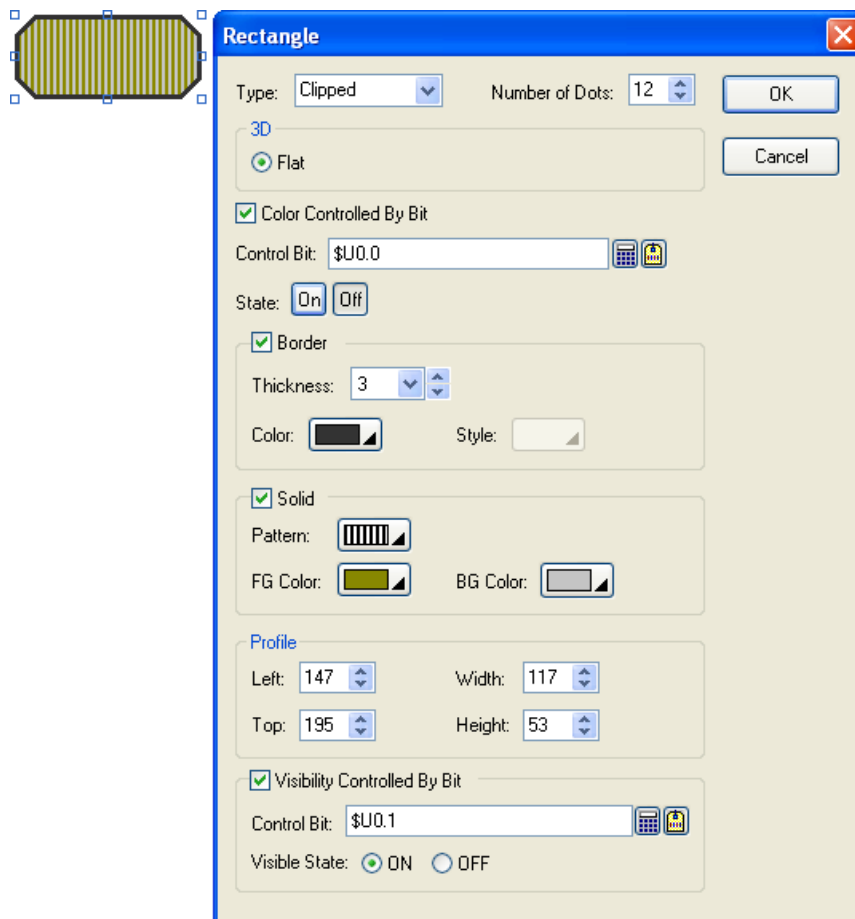 Rectangle
Type: Clipped Number of Dots: 12 OK
3D
Flat
Cancel
Color Controlled By Bit
Control Bit: $U0.0
State: On Off
Border
Thickness: 3
Color: Style:
Solid
Pattern:
FG Color: BG Color:
Profile
Left: 147 Width: 117
Top: 195 Height: 53
Visibility Controlled By Bit
Control Bit: $U0.1
Visible State: ON OFF